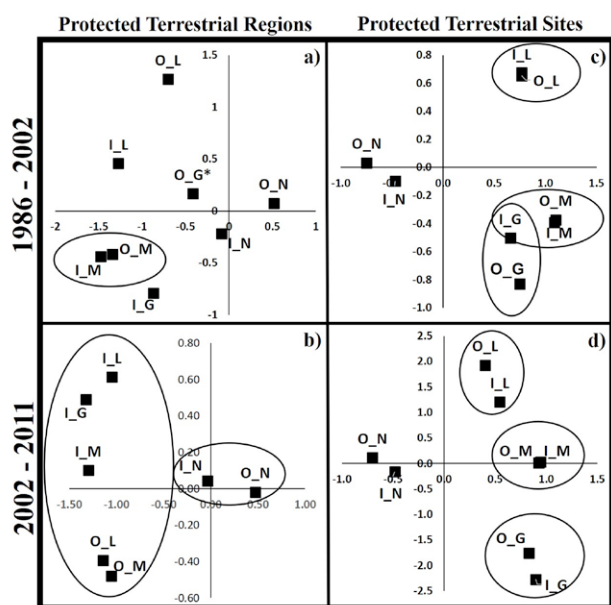 Protected Terrestrial Regions
Protected Terrestrial Sites
1986 - 2002
a)
1.5
O_L
1
I_L
0.5
O_G*
O_N
0
-2 -1.5 -1 -0.5 0 0.5 1
I_N
O_M
I_M
-0.5
I_G
-1
c)
0.8
I_L
O_L
0.6
0.4
0.2
O_N
0.0
-1.0 -0.5 0.0 0.5 1.0 1.5
I_N
-0.2
O_M
I_G
I_M
-0.4
-0.6
O_G
-0.8
-1.0
2002 - 2011
b)
0.80
I_L
0.60
I_G
0.40
I_M
0.20
I_N
O_N
0.00
-1.50 -1.00 -0.50 0.00 0.50 1.00
-0.20
O_L
-0.40
O_M
-0.60
d)
2.5
O_L
2.0
1.5
I_L
1.0
O_N
0.5
O_M I_M
0.0
-1.0 -0.5 0.0 0.5 1.0 1.5
I_N
-0.5
-1.0
O_G
-1.5
-2.0
I_G
-2.5